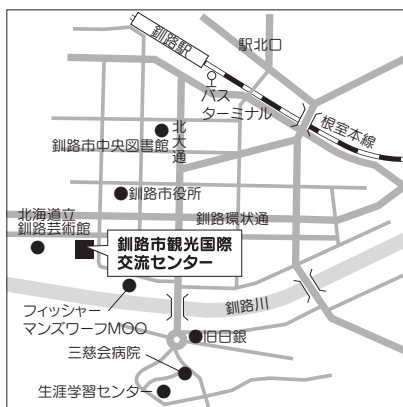 釧路駅
駅北口
バス
ターミナル
根室本線
北大通
釧路市中央図書館
釧路市役所
北海道立
釧路芸術館
釧路環状通
釧路市観光国際
交流センター
フィッシャー
マンズワーフMOO
釧路川
旧日銀
三慈会病院
生涯学習センター